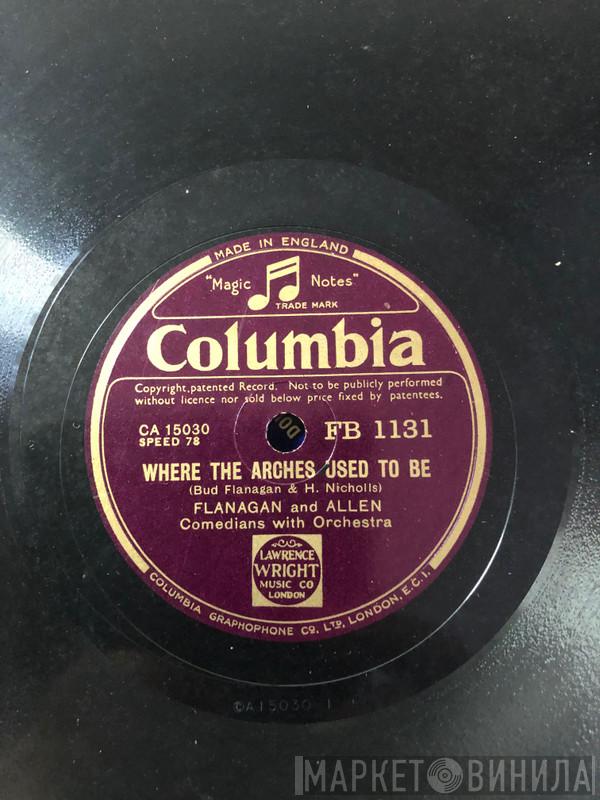 MADE IN ENGLAND
"Magic Notes"
TRADE MARK
Columbia
Copyright, patented Record. Not to be publicly performed
without licence nor sold below price fixed by patentees.
CA 15030 FB 1131
SPEED 78
WHERE THE ARCHES USED TO BE
(Bud Flanagan & H. Nicholls)
FLANAGAN and ALLEN
Comedians with Orchestra
LAWRENCE
WRIGHT
MUSIC CO
LONDON
COLUMBIA GRAPHOPHONE CO. LTD. LONDON, E.C.1.
CA15030 1
МАРКЕТ ВИНИЛА